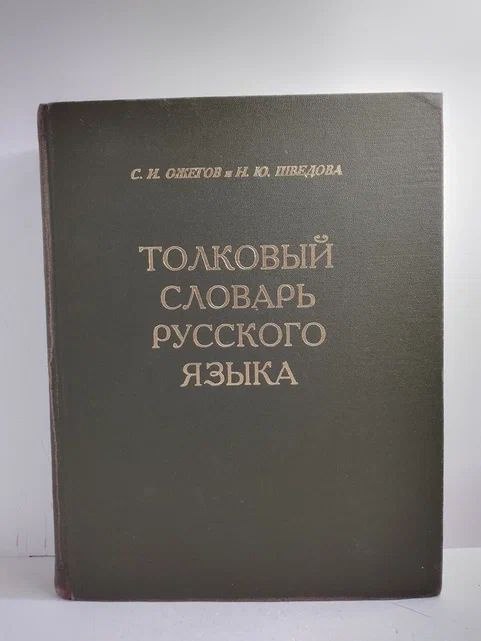 С. И. ОЖЕГОВ и Н. Ю. ШВЕДОВА
ТОЛКОВЫЙ
СЛОВАРЬ
РУССКОГО
ЯЗЫКА